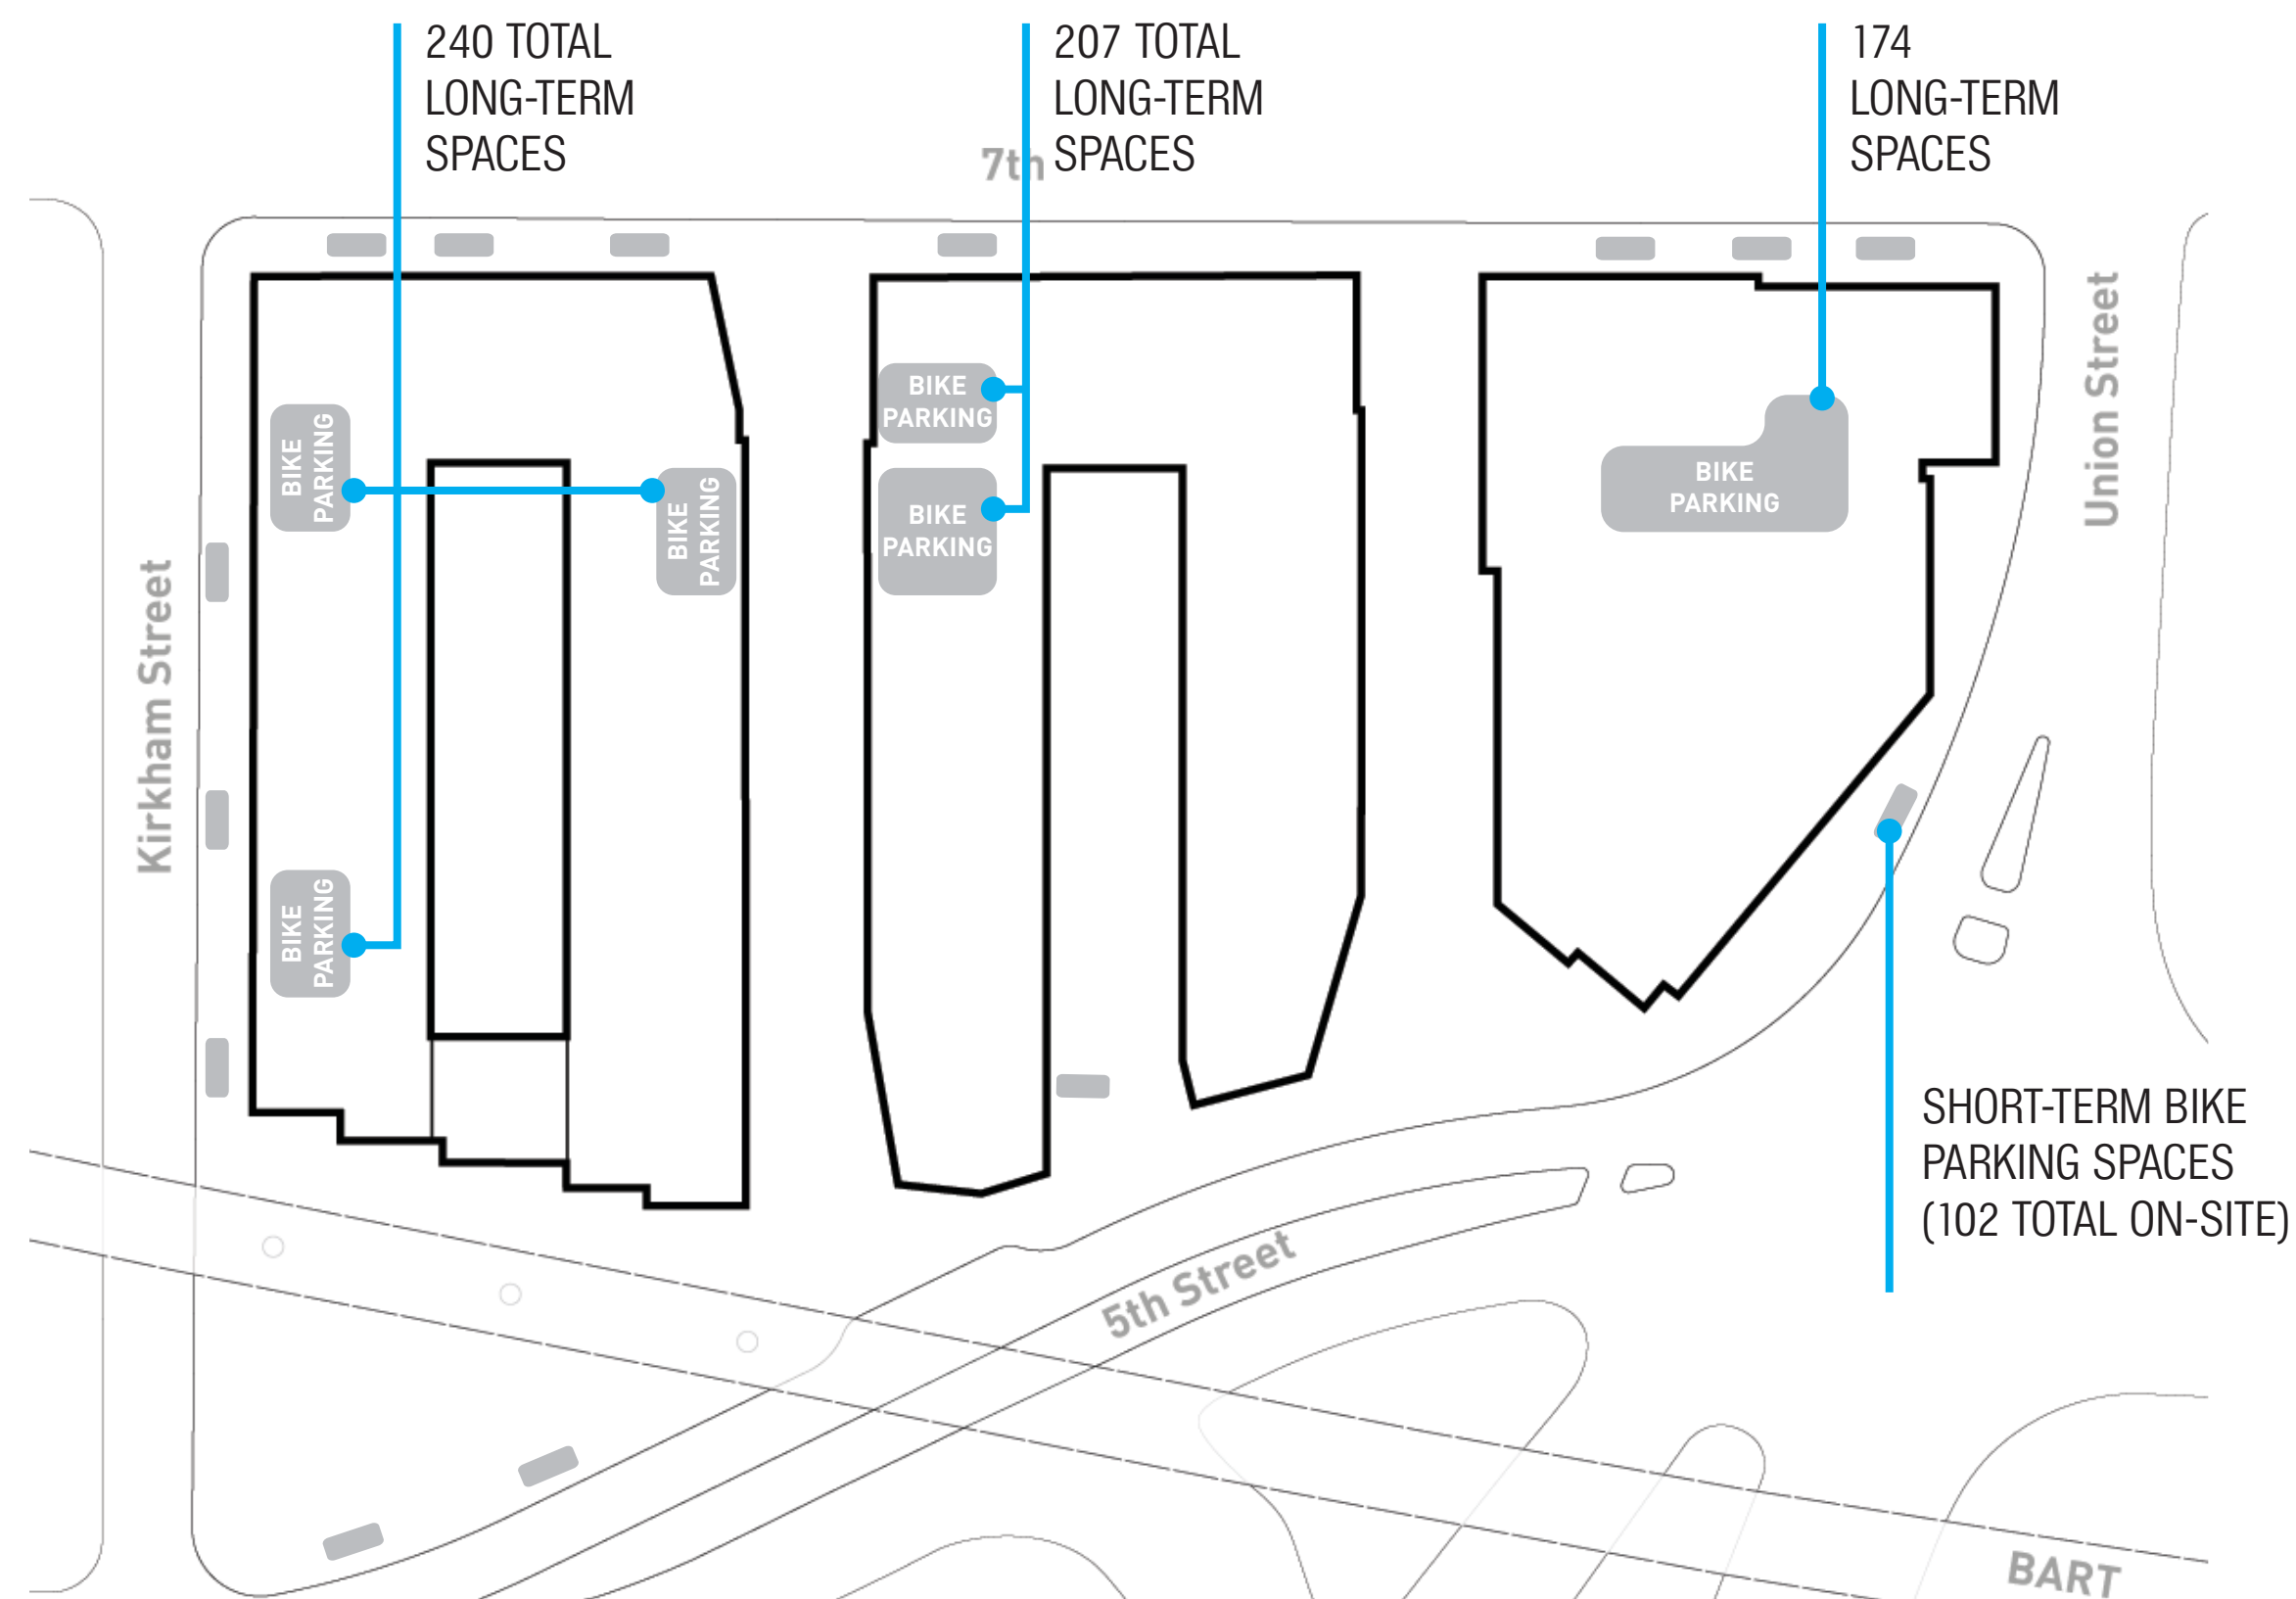 240 TOTAL
LONG-TERM
SPACES
207 TOTAL
LONG-TERM
SPACES
174
LONG-TERM
SPACES
7th
BIKE
PARKING
BIKE
PARKING
BIKE
PARKING
BIKE
PARKING
BIKE
PARKING
BIKE
PARKING
Kirkham Street
Union Street
SHORT-TERM BIKE
PARKING SPACES
(102 TOTAL ON-SITE)
5th Street
BART